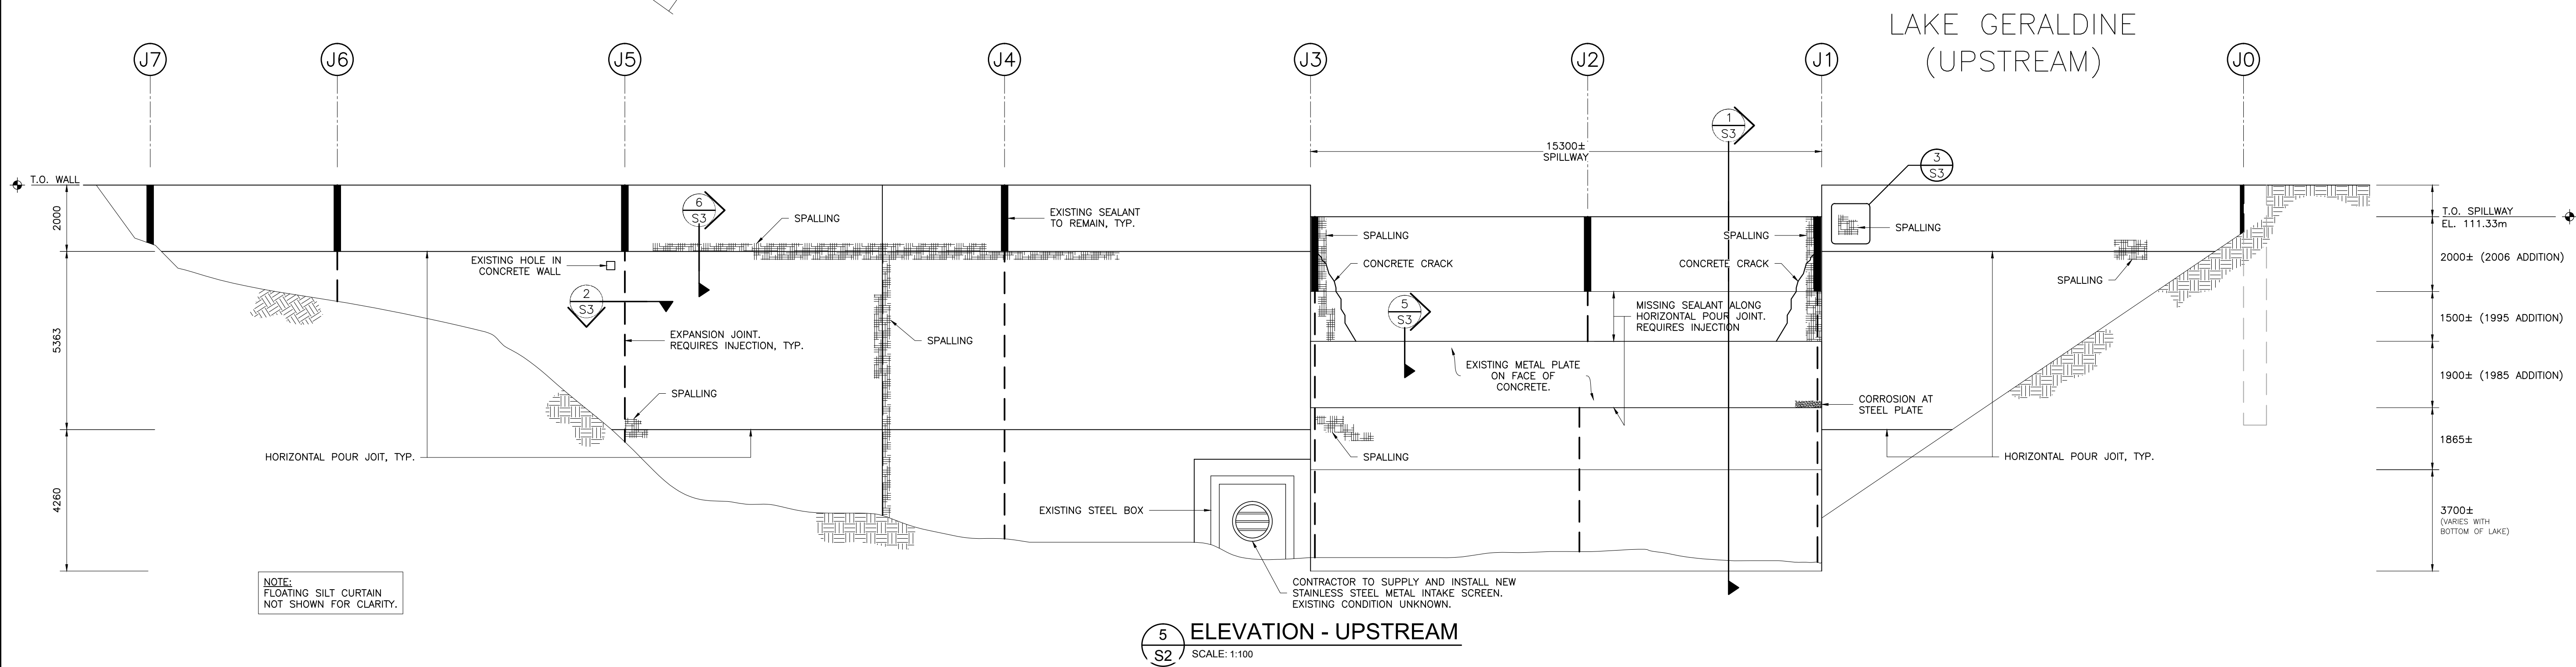 LAKE GERALDINE
(UPSTREAM)
J7
J6
J5
J4
J3
J2
J1
J0
1
S3
15300±
SPILLWAY
3
S3
T.O. WALL
2000
5363
4260
6
S3
SPALLING
EXISTING SEALANT
TO REMAIN, TYP.
EXISTING HOLE IN
CONCRETE WALL
2
S3
EXPANSION JOINT.
REQUIRES INJECTION, TYP.
SPALLING
SPALLING
HORIZONTAL POUR JOIT, TYP.
EXISTING STEEL BOX
SPALLING
CONCRETE CRACK
SPALLING
CONCRETE CRACK
5
S3
MISSING SEALANT ALONG
HORIZONTAL POUR JOINT.
REQUIRES INJECTION
EXISTING METAL PLATE
ON FACE OF
CONCRETE.
SPALLING
SPALLING
SPALLING
CORROSION AT
STEEL PLATE
HORIZONTAL POUR JOIT, TYP.
T.O. SPILLWAY
EL. 111.33m
2000± (2006 ADDITION)
1500± (1995 ADDITION)
1900± (1985 ADDITION)
1865±
3700±
(VARIES WITH
BOTTOM OF LAKE)
NOTE:
FLOATING SILT CURTAIN
NOT SHOWN FOR CLARITY.
CONTRACTOR TO SUPPLY AND INSTALL NEW
STAINLESS STEEL METAL INTAKE SCREEN.
EXISTING CONDITION UNKNOWN.
5
S2
ELEVATION - UPSTREAM
SCALE: 1:100